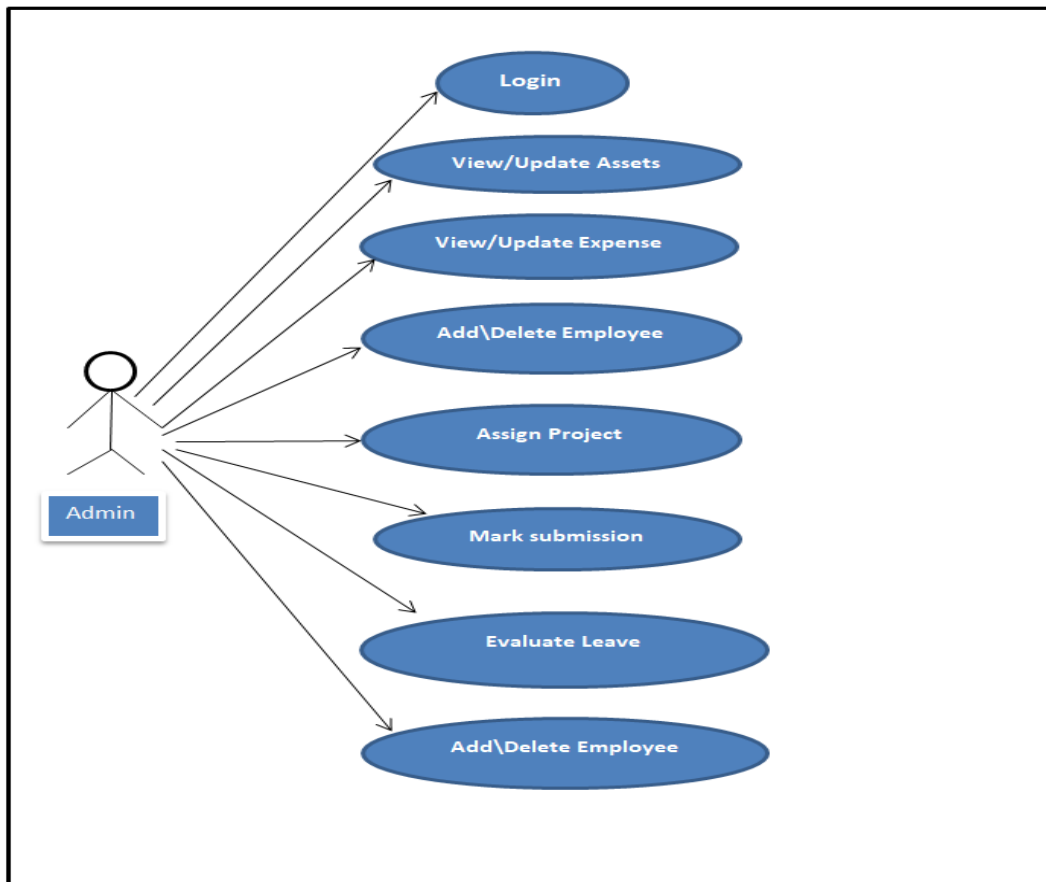 Login
View/Update Assets
View/Update Expense
Add\Delete Employee
Assign Project
Admin
Mark submission
Evaluate Leave
Add\Delete Employee